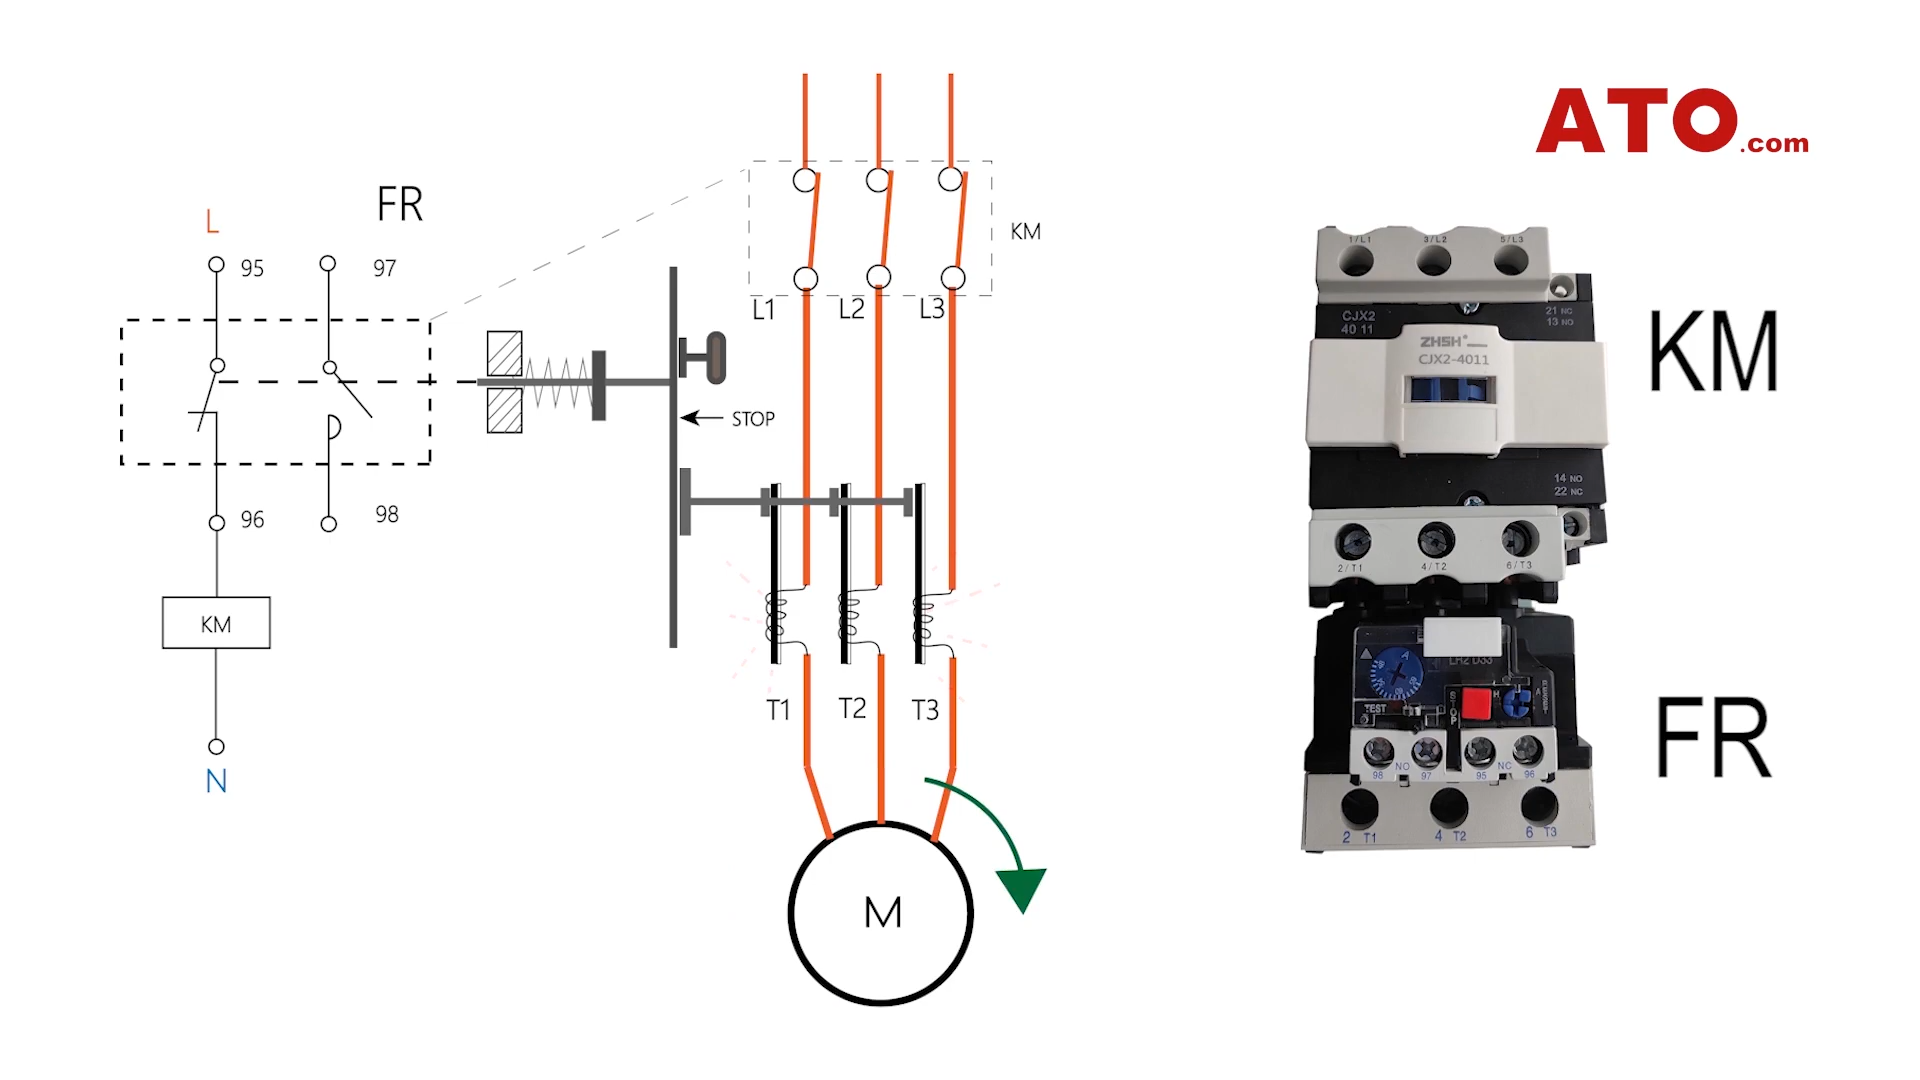 ATO.com
FR
L
95
97
96
98
KM
N
STOP
KM
L1
L2
L3
T1
T2
T3
M
1/L1
3/L2
5/L3
CJX2
40 11
21 NC
13 NO
ZHSH
CJX2-4011
14 NO
22 NC
2/T1
4/T2
6/T3
KM
A
LR2 D33
TEST
STOP
H
A
98
NO
97
95
NC
96
2
T1
4
T2
6
T3
FR